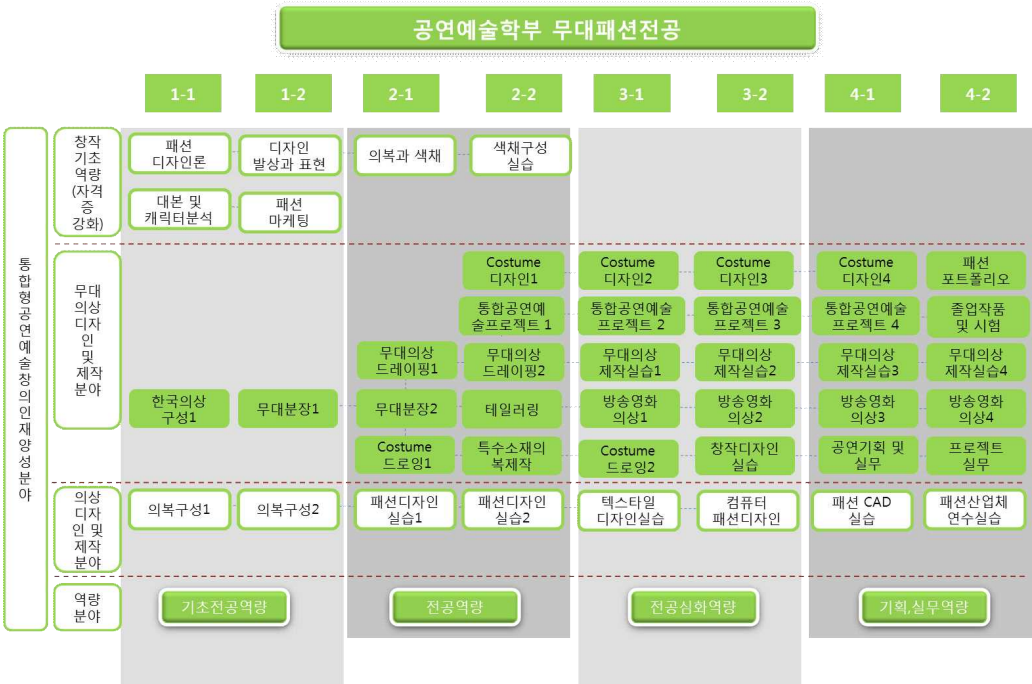 공연예술학부 무대패션전공
1-1
1-2
2-1
2-2
3-1
3-2
4-1
4-2
통합형공연예술창의인재양성분야
창작
기초
역량
(자격
증
강화)
패션
디자인론
디자인
발상과 표현
의복과 색채
색채구성
실습
대본 및
캐릭터분석
패션
마케팅
무대
의상
디자
인
및
제작
분야
Costume
디자인1
Costume
디자인2
Costume
디자인3
Costume
디자인4
패션
포트폴리오
통합공연예
술프로젝트 1
통합공연예술
프로젝트 2
통합공연예술
프로젝트 3
통합공연예술
프로젝트 4
졸업작품
및 시험
무대의상
드레이핑1
무대의상
드레이핑2
무대의상
제작실습1
무대의상
제작실습2
무대의상
제작실습3
무대의상
제작실습4
한국의상
구성1
무대분장1
무대분장2
테일러링
방송영화
의상1
방송영화
의상2
방송영화
의상3
방송영화
의상4
Costume
드로잉1
특수소재의
복제작
Costume
드로잉2
창작디자인
실습
공연기획 및
실무
프로젝트
실무
의상
디자
인 및
제작
분야
의복구성1
의복구성2
패션디자인
실습1
패션디자인
실습2
텍스타일
디자인실습
컴퓨터
패션디자인
패션 CAD
실습
패션산업체
연수실습
역량
분야
기초전공역량
전공역량
전공심화역량
기획,실무역량